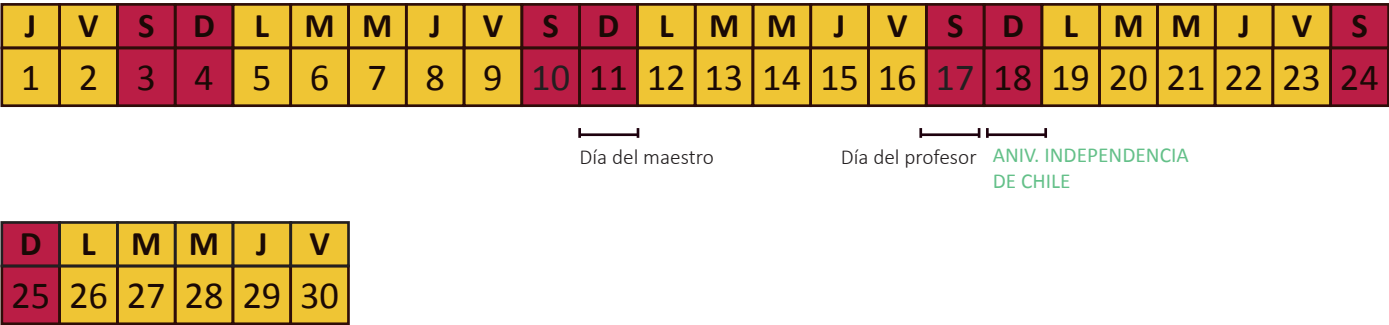 J V S D L M M J V S D L M M J V S D L M M J V S
1 2 3 4 5 6 7 8 9 10 11 12 13 14 15 16 17 18 19 20 21 22 23 24
Día del maestro Día del profesor ANIV. INDEPENDENCIA
DE CHILE
D L M M J V
25 26 27 28 29 30